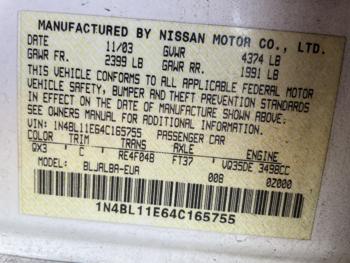 MANUFACTURED BY NISSAN MOTOR CO., LTD.
DATE 11/03 GVWR 4374 LB
GAWR FR. 2399 LB GAWR RR. 1991 LB
THIS VEHICLE CONFORMS TO ALL APPLICABLE FEDERAL MOTOR
VEHICLE SAFETY, BUMPER AND THEFT PREVENTION STANDARDS
IN EFFECT ON THE DATE OF MANUFACTURE SHOWN ABOVE.
SEE OWNERS MANUAL FOR ADDITIONAL INFORMATION
VIN: 1N4BL11E64C165755 PASSENGER CAR
COLOR TRIM TRANS. AXLE ENGINE
QX3 C RE4F04B FT37 VQ35DE 3498CC
MODEL: BLJALBA-EUA 008 0Z000
1N4BL11E64C165755